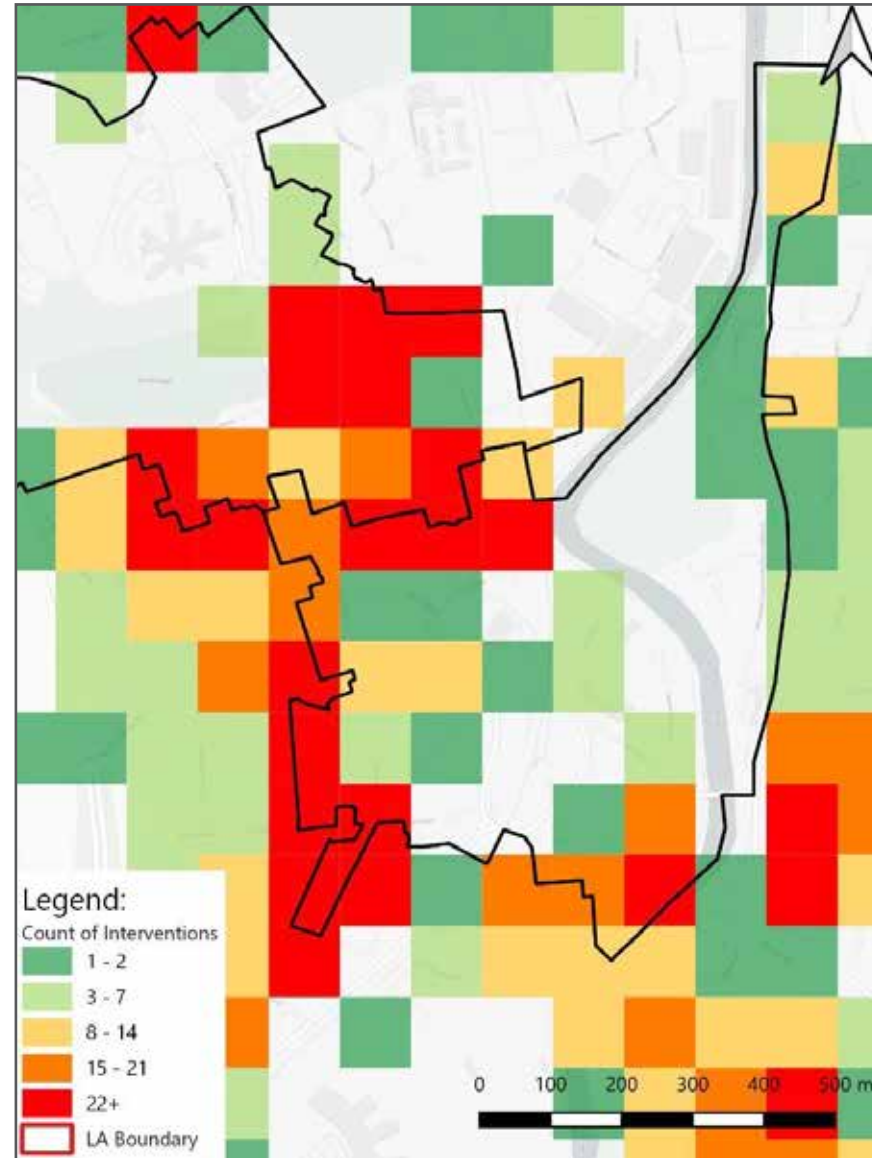 Legend:
Count of Interventions
1 - 2
3 - 7
8 - 14
15 - 21
22+
LA Boundary
0 100 200 300 400 500 m